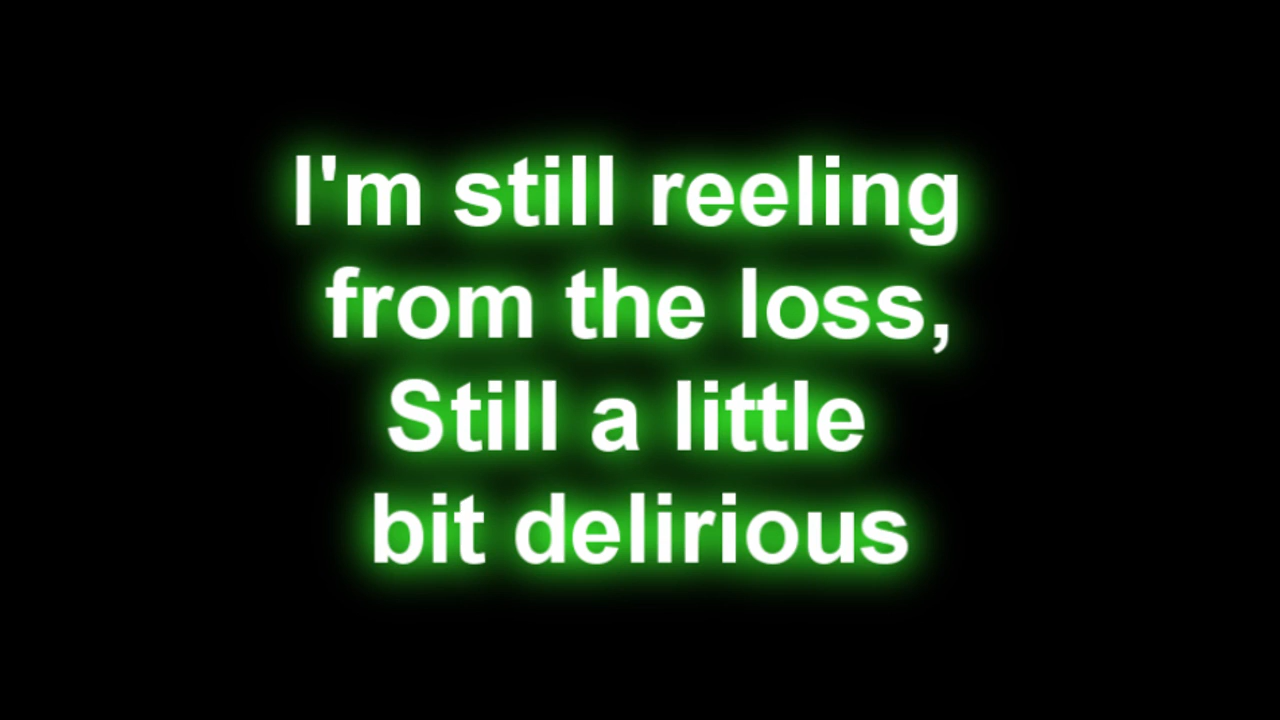 I'm still reeling
from the loss,
Still a little
bit delirious